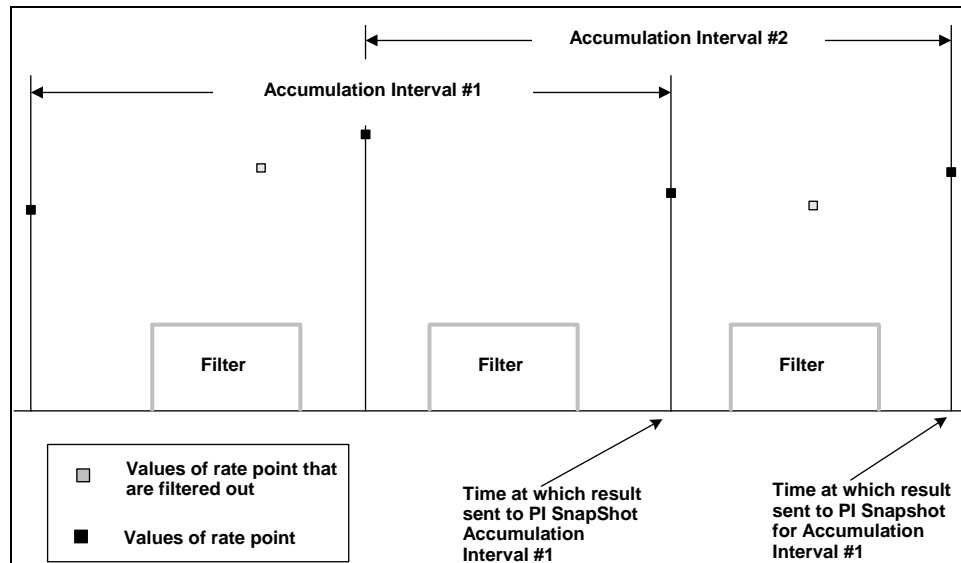 Accumulation Interval #2
Accumulation Interval #1
Filter
Filter
Filter
Values of rate point that
are filtered out
Values of rate point
Time at which result
sent to PI SnapShot
Accumulation
Interval #1
Time at which result
sent to PI Snapshot
for Accumulation
Interval #1